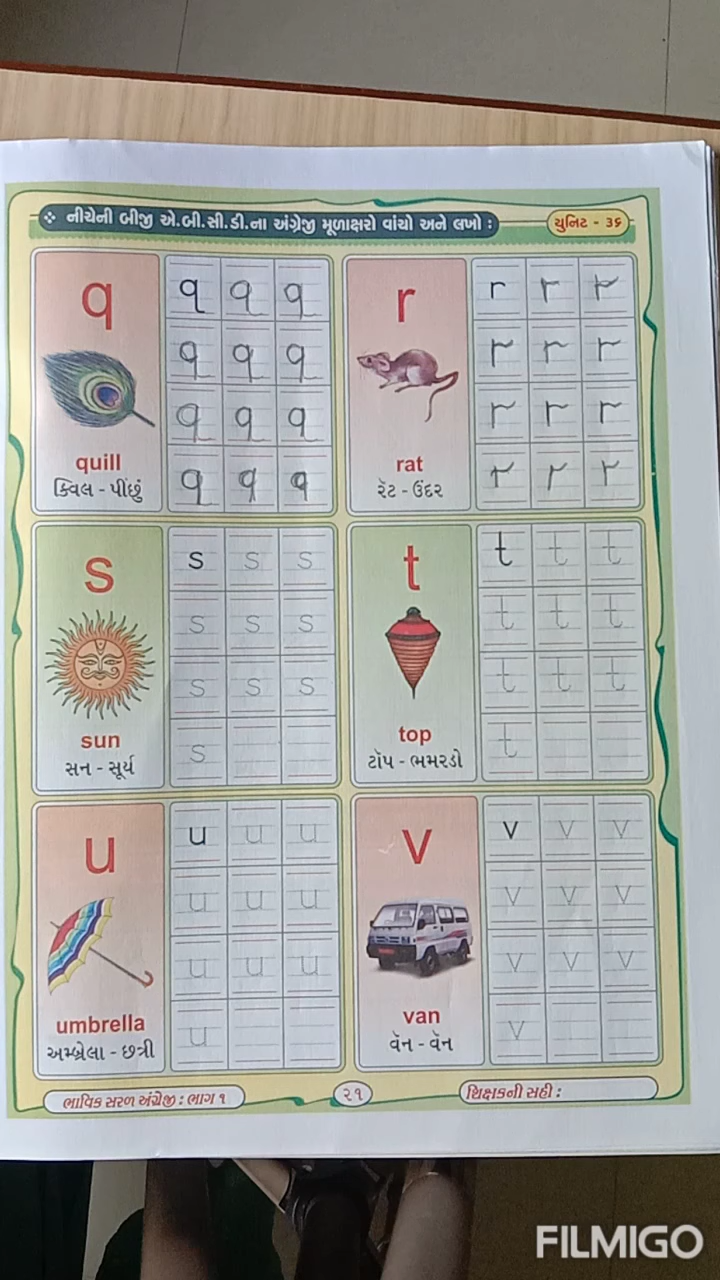 ❖ નીચેની બીજી એ.બી.સી.ડી.ના અંગ્રેજી મૂળાક્ષરો વાંચો અને લખો : યુનિટ - ૩૬
q
q q q
q q q
q q q
q q q
quill
ક્વિલ - પીંછું
r
r r r
r r r
r r r
r r r
rat
રૅટ - ઉંદર
s
s s s
s s s
s s s
s
sun
સન - સૂર્ય
t
t t t
t t t
t t t
t
top
ટૉપ - ભમરડો
u
u u u
u u u
u u u
u
umbrella
અમ્બ્રેલા - છત્રી
v
v v v
v v v
v v v
v
van
વૅન - વૅન
ભાવિક સરળ અંગ્રેજી : ભાગ ૧ ૨૧ શિક્ષકની સહી :
FILMIGO